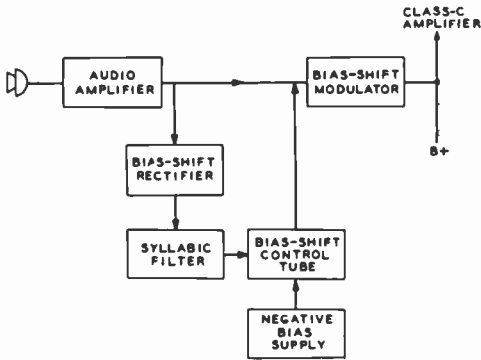 CLASS-C
AMPLIFIER
AUDIO
AMPLIFIER
BIAS-SHIFT
MODULATOR
B+
BIAS-SHIFT
RECTIFIER
SYLLABIC
FILTER
BIAS-SHIFT
CONTROL
TUBE
NEGATIVE
BIAS
SUPPLY